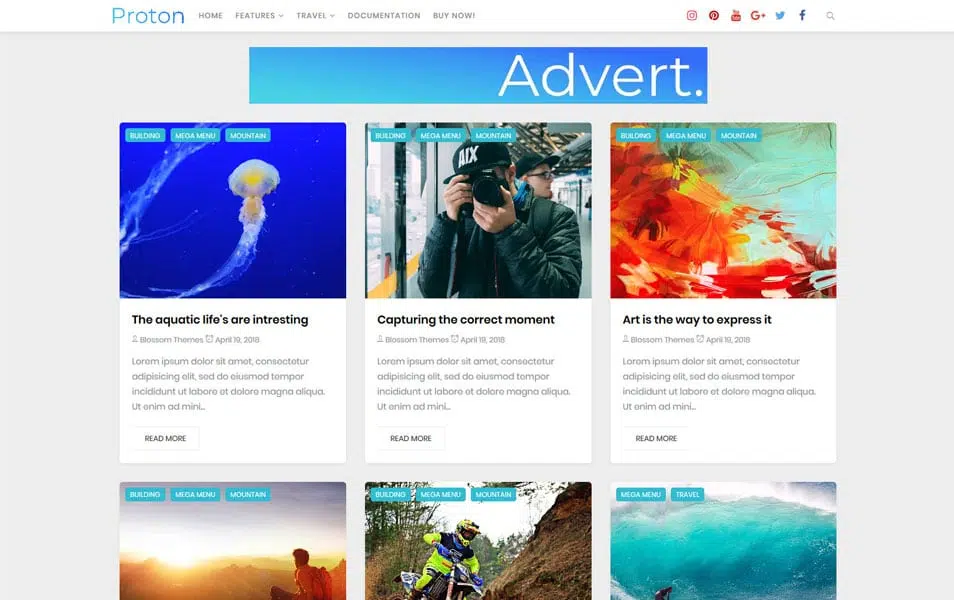 Proton HOME FEATURES TRAVEL DOCUMENTATION BUY NOW!
Advert.
BUILDING MEGA MENU MOUNTAIN
BUILDING MEGA MENU MOUNTAIN
BUILDING MEGA MENU MOUNTAIN
AIX
The aquatic life's are intresting
Blossom Themes April 19, 2018
Lorem ipsum dolor sit amet, consectetur
adipisicing elit, sed do eiusmod tempor
incididunt ut labore et dolore magna aliqua.
Ut enim ad mini...
READ MORE
Capturing the correct moment
Blossom Themes April 19, 2018
Lorem ipsum dolor sit amet, consectetur
adipisicing elit, sed do eiusmod tempor
incididunt ut labore et dolore magna aliqua.
Ut enim ad mini...
READ MORE
Art is the way to express it
Blossom Themes April 19, 2018
Lorem ipsum dolor sit amet, consectetur
adipisicing elit, sed do eiusmod tempor
incididunt ut labore et dolore magna aliqua.
Ut enim ad mini...
READ MORE
BUILDING MEGA MENU MOUNTAIN
BUILDING MEGA MENU MOUNTAIN
MEGA MENU TRAVEL